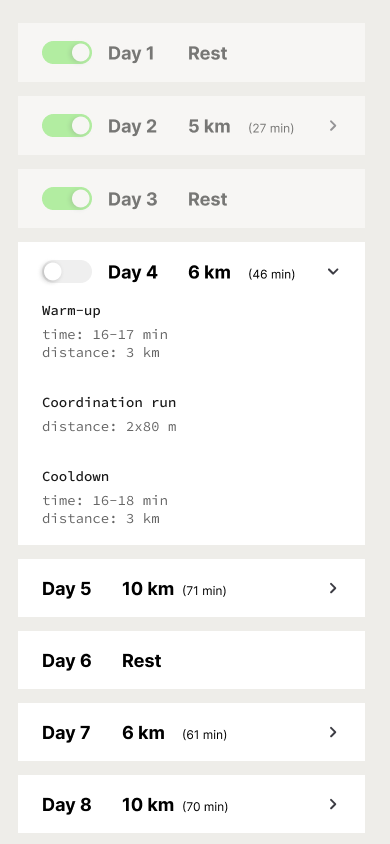 Day 1 Rest
Day 2 5 km (27 min)
Day 3 Rest
Day 4 6 km (46 min)
Warm-up
time: 16-17 min
distance: 3 km
Coordination run
distance: 2x80 m
Cooldown
time: 16-18 min
distance: 3 km
Day 5 10 km (71 min)
Day 6 Rest
Day 7 6 km (61 min)
Day 8 10 km (70 min)